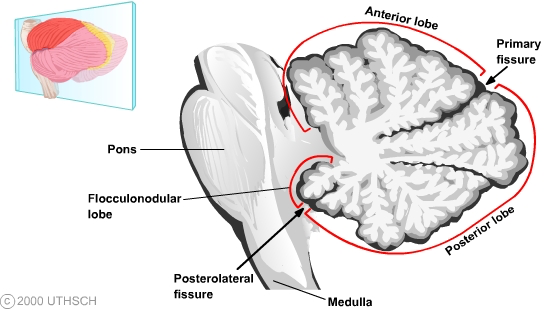 Anterior lobe
Primary
fissure
Pons
Flocculonodular
lobe
Posterior lobe
Posterolateral
fissure
Medulla
© 2000 UTHSCH